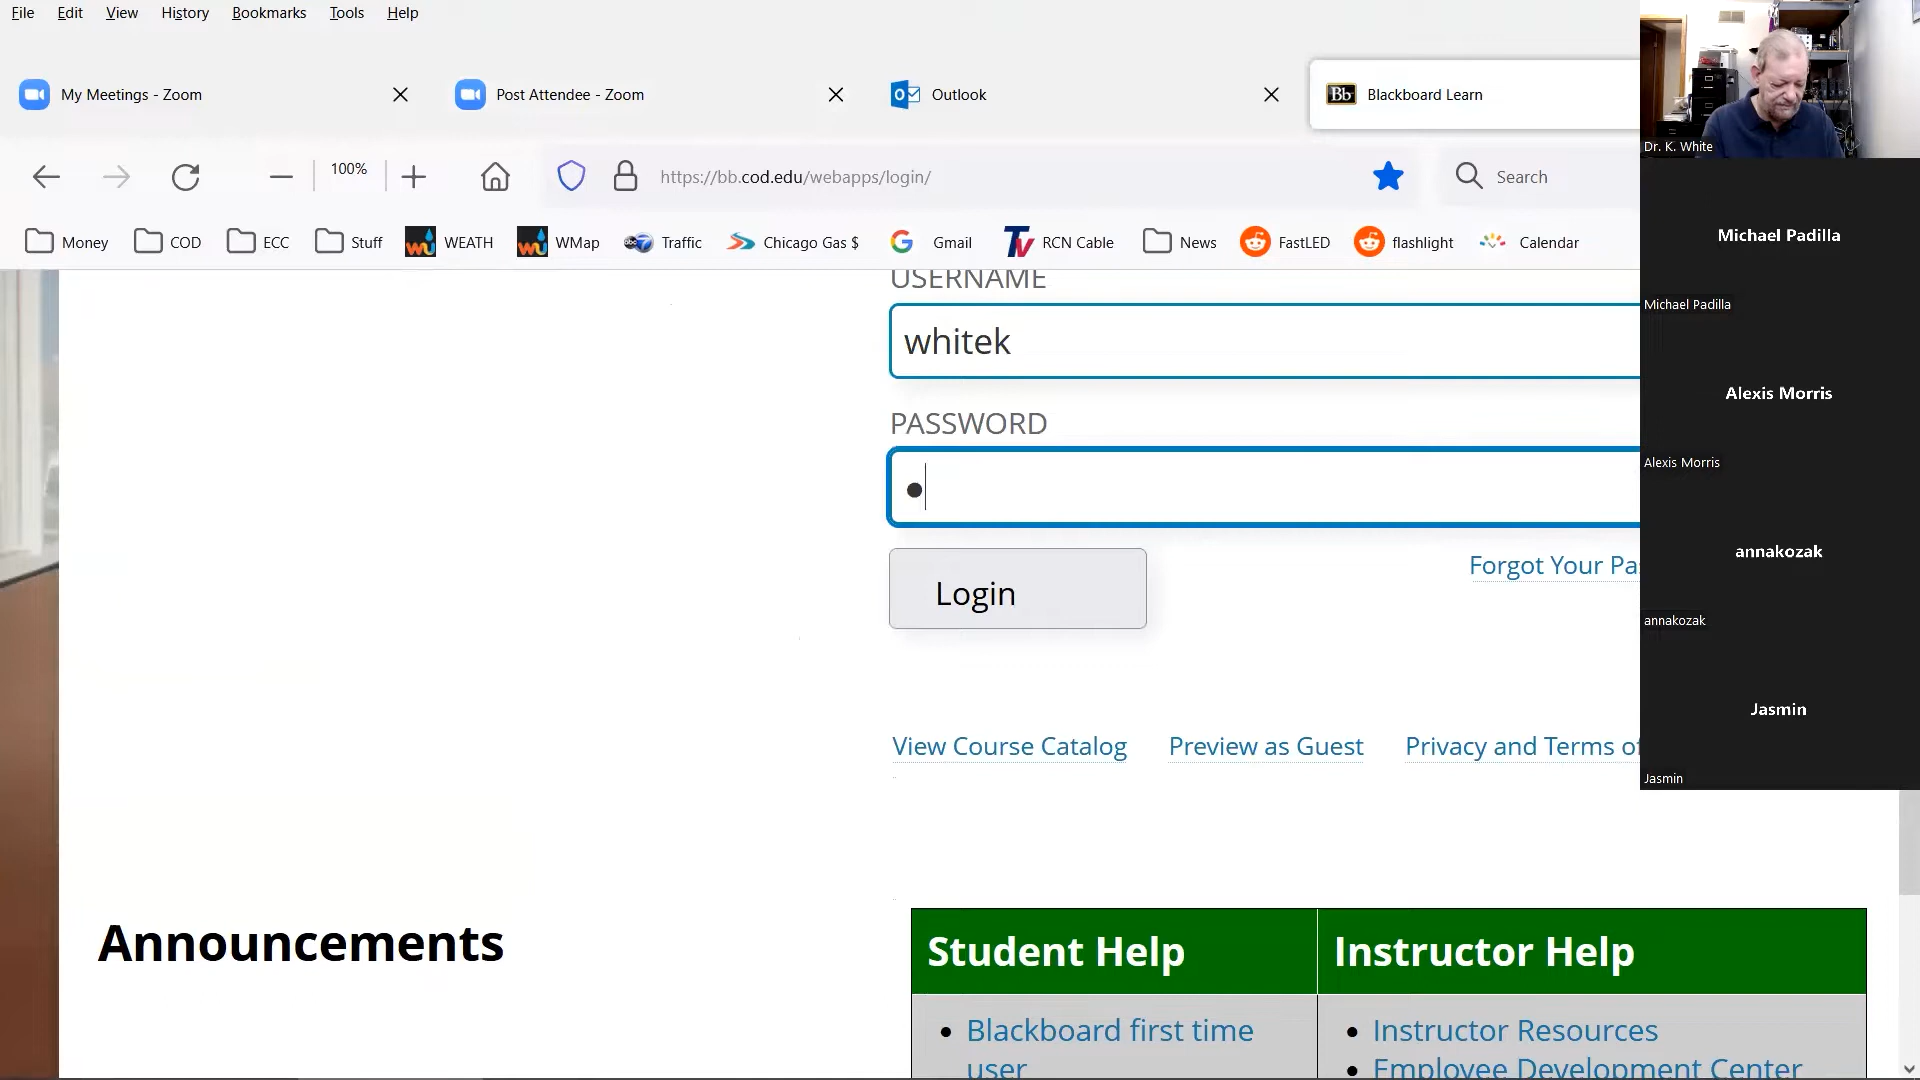 File Edit View History Bookmarks Tools Help
My Meetings - Zoom
Post Attendee - Zoom
Outlook
Bb Blackboard Learn
100%
https://bb.cod.edu/webapps/login/
Search
Money COD ECC Stuff WEATH WMap Traffic Chicago Gas $ Gmail RCN Cable News FastLED flashlight Calendar
USERNAME
whitek
PASSWORD
Login
Forgot Your Pa
View Course Catalog
Preview as Guest
Privacy and Terms of
Announcements
Student Help
Instructor Help
Blackboard first time
user
Instructor Resources
Employee Development Center
Dr. K. White
Michael Padilla
Michael Padilla
Alexis Morris
Alexis Morris
annakozak
annakozak
Jasmin
Jasmin